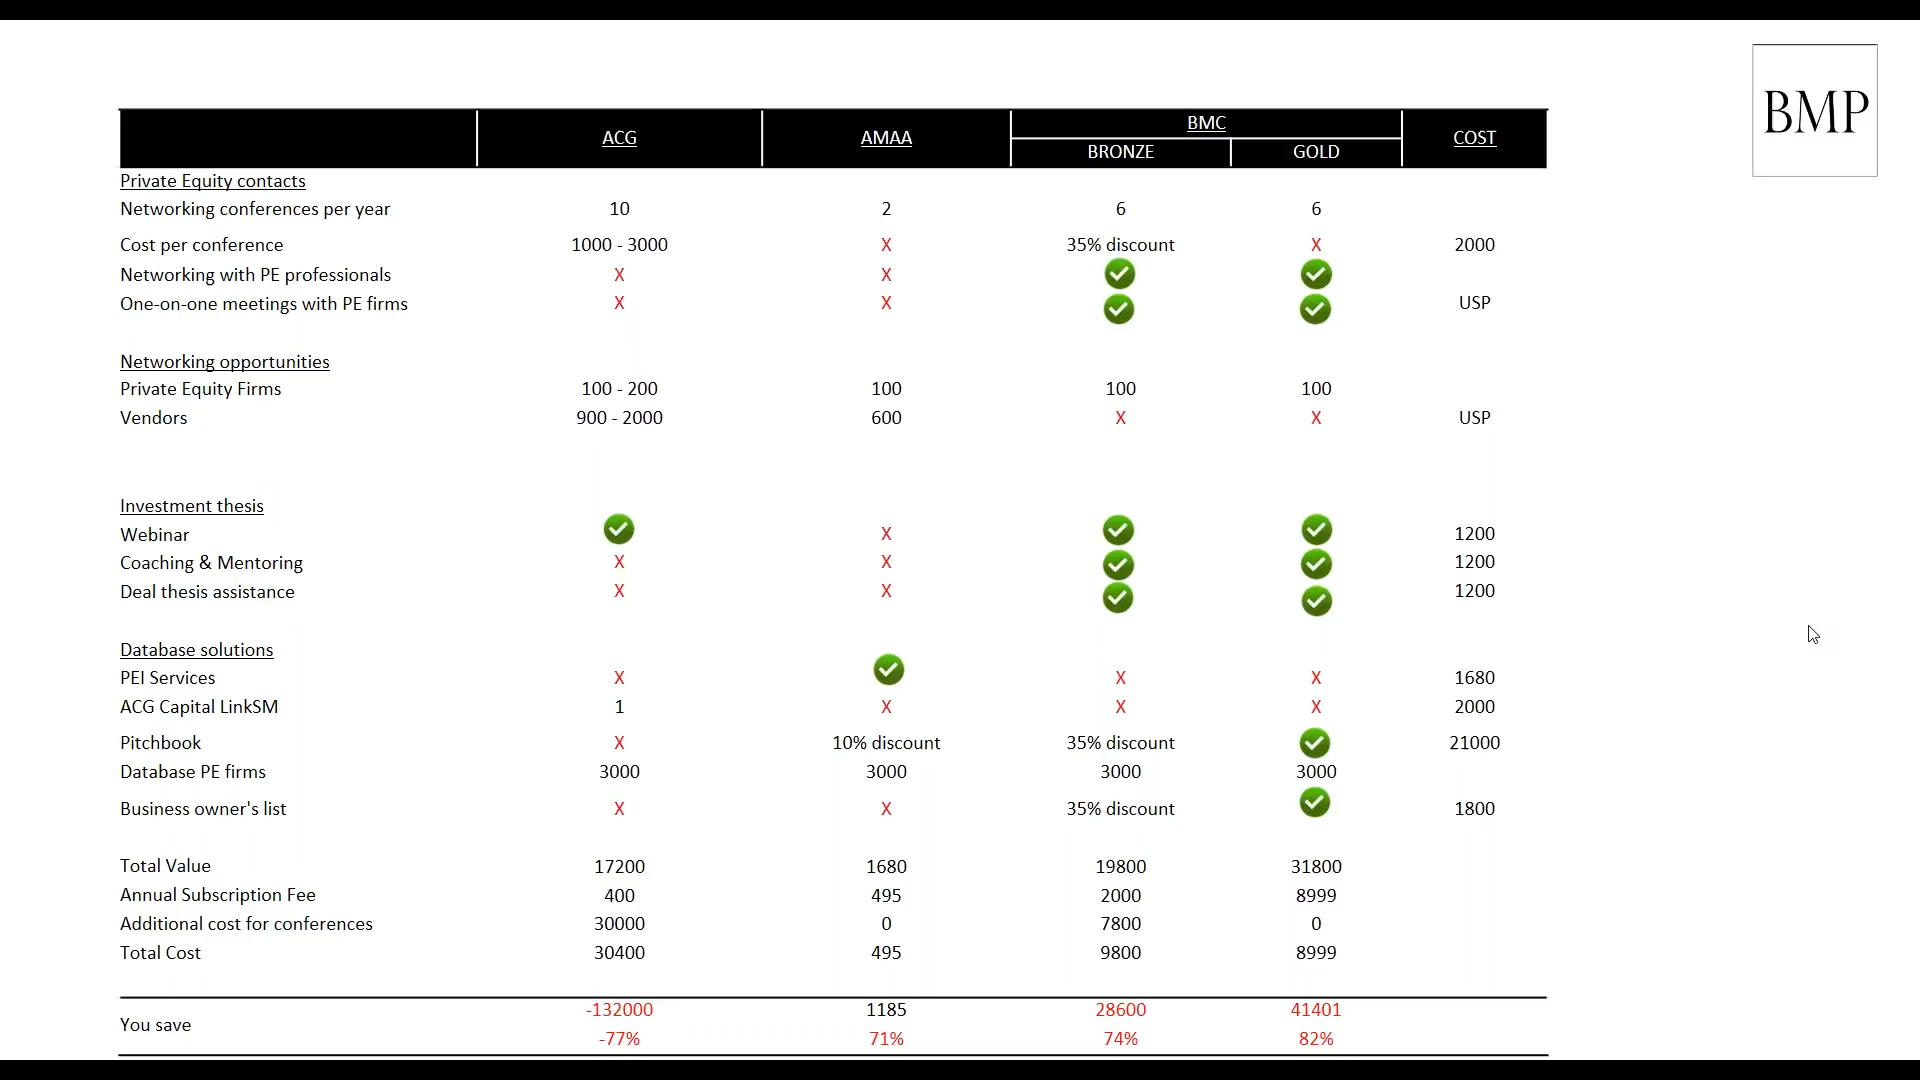 BMP
ACG AMAA BMC COST
BRONZE GOLD
Private Equity contacts
Networking conferences per year 10 2 6 6
Cost per conference 1000 - 3000 X 35% discount X 2000
Networking with PE professionals X X
One-on-one meetings with PE firms X X USP
Networking opportunities
Private Equity Firms 100 - 200 100 100 100
Vendors 900 - 2000 600 X X USP
Investment thesis
Webinar X 1200
Coaching & Mentoring X X 1200
Deal thesis assistance X X 1200
Database solutions
PEI Services X X X 1680
ACG Capital LinkSM 1 X X X 2000
Pitchbook X 10% discount 35% discount 21000
Database PE firms 3000 3000 3000 3000
Business owner's list X X 35% discount 1800
Total Value 17200 1680 19800 31800
Annual Subscription Fee 400 495 2000 8999
Additional cost for conferences 30000 0 7800 0
Total Cost 30400 495 9800 8999
-132000 1185 28600 41401
You save
-77% 71% 74% 82%